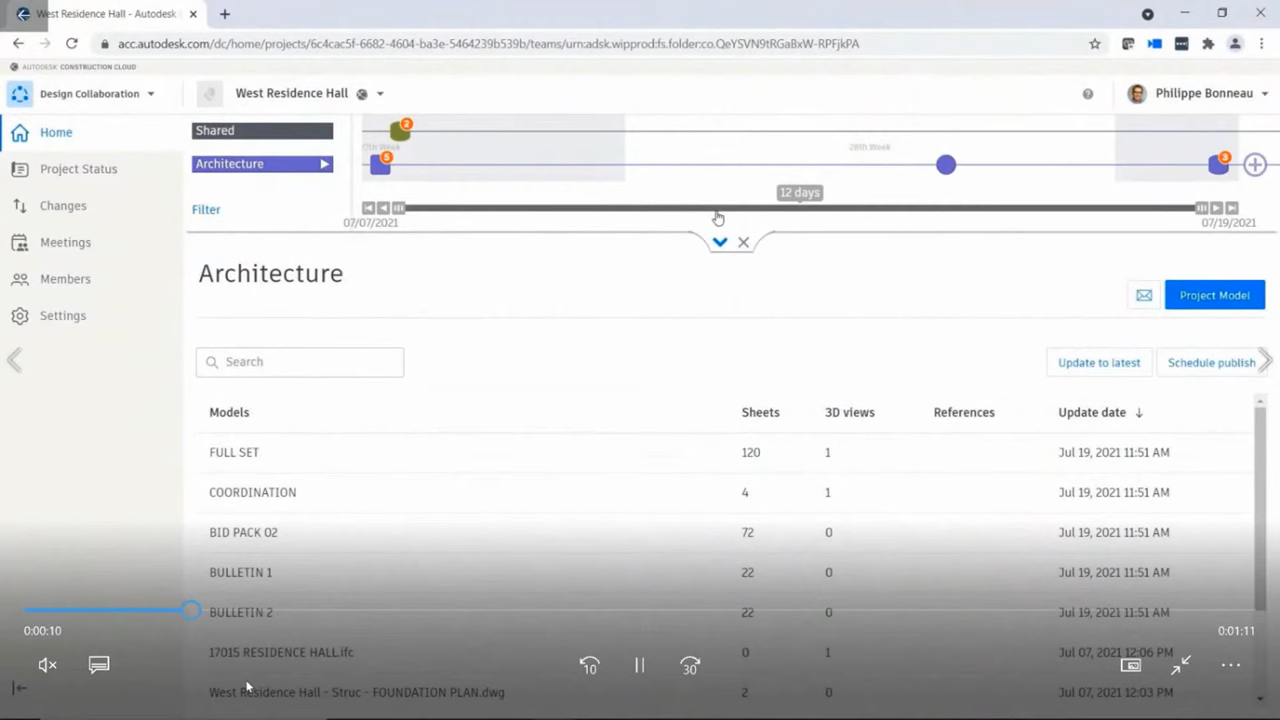 West Residence Hall - Autodesk
acc.autodesk.com/dc/home/projects/6c4cac5f-6682-4604-ba3e-5464239b539b/teams/urn:adsk.wipprod:fs.folder:co.QeYSVN9tRGaBxW-RPFjkPA
AUTODESK CONSTRUCTION CLOUD
Design Collaboration
West Residence Hall
Philippe Bonneau
Home
Project Status
Changes
Meetings
Members
Settings
Shared
2
27th Week
28th Week
Architecture
5
3
12 days
Filter
07/07/2021
07/19/2021
Architecture
Project Model
Search
Update to latest
Schedule publish
Models Sheets 3D views References Update date
FULL SET 120 1 Jul 19, 2021 11:51 AM
COORDINATION 4 1 Jul 19, 2021 11:51 AM
BID PACK 02 72 0 Jul 19, 2021 11:51 AM
BULLETIN 1 22 0 Jul 19, 2021 11:51 AM
BULLETIN 2 22 0 Jul 19, 2021 11:51 AM
0:00:10
0:01:11
17015 RESIDENCE HALL.ifc 0 1 Jul 07, 2021 12:06 PM
10
30
West Residence Hall - Struc - FOUNDATION PLAN.dwg 2 0 Jul 07, 2021 12:03 PM